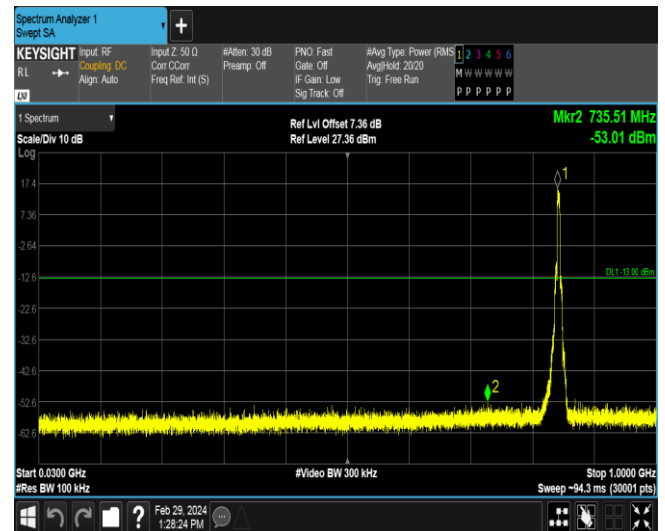 Spectrum Analyzer 1
Swept SA
KEYSIGHT
RL
LXI
Input: RF
Coupling: DC
Align: Auto
Input Z: 50 Ω
Corr CCorr
Freq Ref: Int (S)
#Atten: 30 dB
Preamp: Off
PNO: Fast
Gate: Off
IF Gain: Low
Sig Track: Off
#Avg Type: Power (RMS
Avg|Hold: 20/20
Trig: Free Run
1 2 3 4 5 6
M W W W W W
P P P P P P
1 Spectrum
Scale/Div 10 dB
Log
Ref Lvl Offset 7.36 dB
Ref Level 27.36 dBm
Mkr2 735.51 MHz
-53.01 dBm
1
17.4
7.36
-2.64
DL1 -13.00 dBm
-12.6
-22.6
-32.6
-42.6
2
-52.6
-62.6
Start 0.0300 GHz
#Res BW 100 kHz
#Video BW 300 kHz
Stop 1.0000 GHz
Sweep ~94.3 ms (30001 pts)
Feb 29, 2024
1:28:24 PM